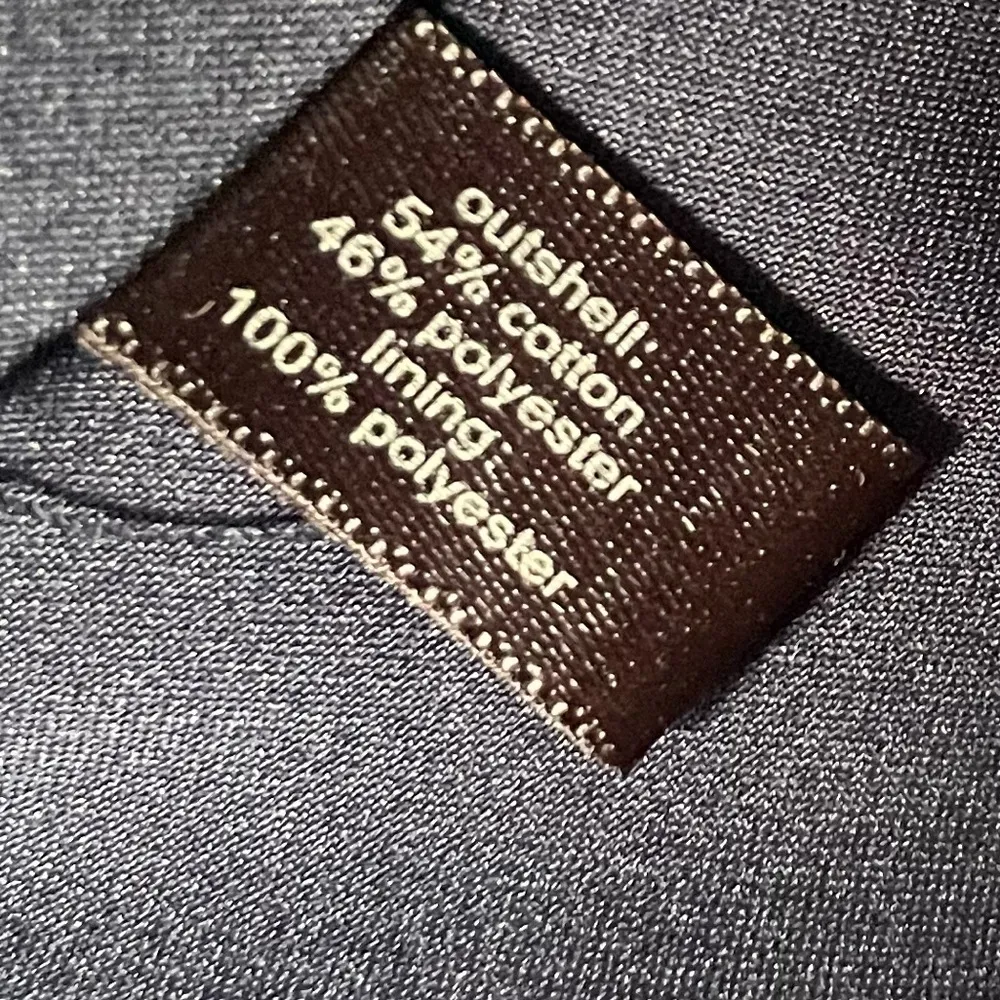 outshell:
54% cotton
46% polyester
lining:
100% polyester